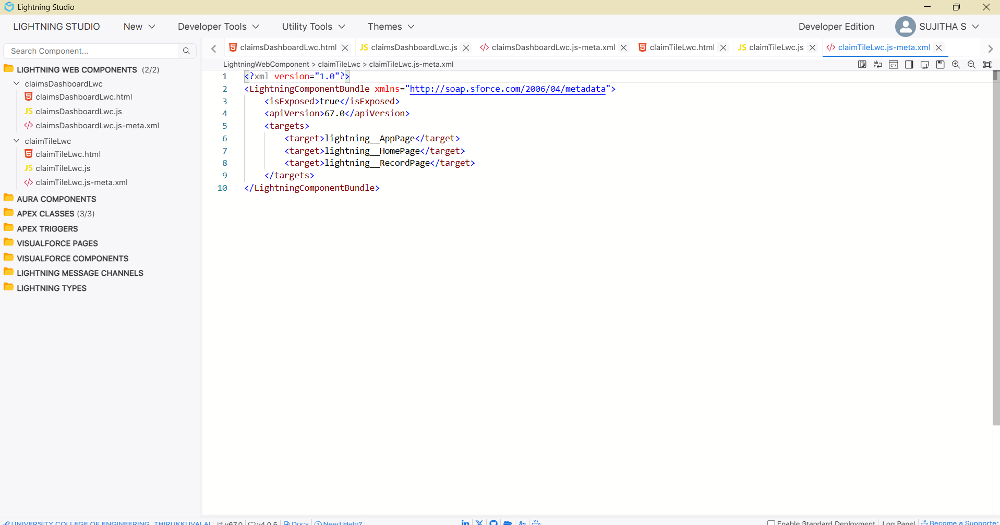 Lightning Studio
LIGHTNING STUDIO New Developer Tools Utility Tools Themes Developer Edition SUJITHA S
Search Component...
claimsDashboardLwc.html JS claimsDashboardLwc.js </> claimsDashboardLwc.js-meta.xml claimTileLwc.html JS claimTileLwc.js </> claimTileLwc.js-meta.xml
LightningWebComponent > claimTileLwc > claimTileLwc.js-meta.xml
LIGHTNING WEB COMPONENTS (2/2)
claimsDashboardLwc
claimsDashboardLwc.html
JS claimsDashboardLwc.js
</> claimsDashboardLwc.js-meta.xml
claimTileLwc
claimTileLwc.html
JS claimTileLwc.js
</> claimTileLwc.js-meta.xml
AURA COMPONENTS
APEX CLASSES (3/3)
APEX TRIGGERS
VISUALFORCE PAGES
VISUALFORCE COMPONENTS
LIGHTNING MESSAGE CHANNELS
LIGHTNING TYPES
1 <?xml version="1.0"?>
2 <LightningComponentBundle xmlns="http://soap.sforce.com/2006/04/metadata">
3 <isExposed>true</isExposed>
4 <apiVersion>67.0</apiVersion>
5 <targets>
6 <target>lightning__AppPage</target>
7 <target>lightning__HomePage</target>
8 <target>lightning__RecordPage</target>
9 </targets>
10 </LightningComponentBundle>
UNIVERSITY COLLEGE OF ENGINEERING, THIRUKKUVALAI v67.0 v4.0.5 Docs Need Help? Enable Standard Deployment Log Panel Become a Supporter